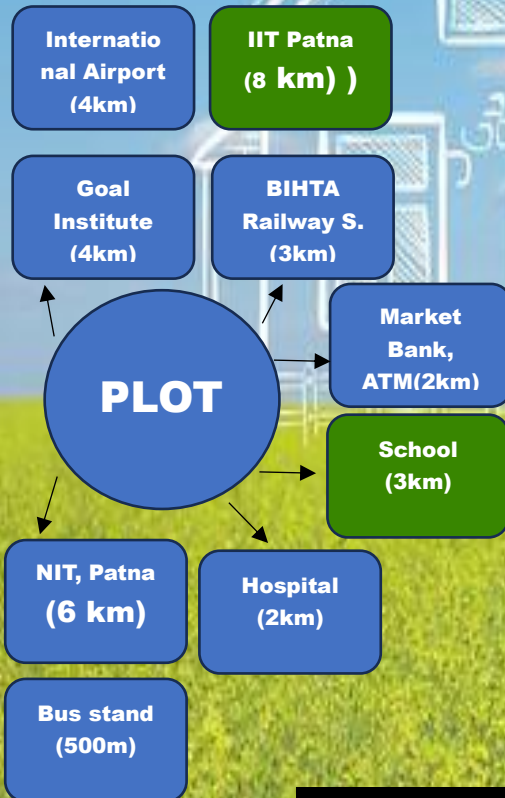 Internatio
nal Airport
(4km)
IIT Patna
(8 km) )
Goal
Institute
(4km)
BIHTA
Railway S.
(3km)
Market
Bank,
ATM(2km)
PLOT
School
(3km)
NIT, Patna
(6 km)
Hospital
(2km)
Bus stand
(500m)